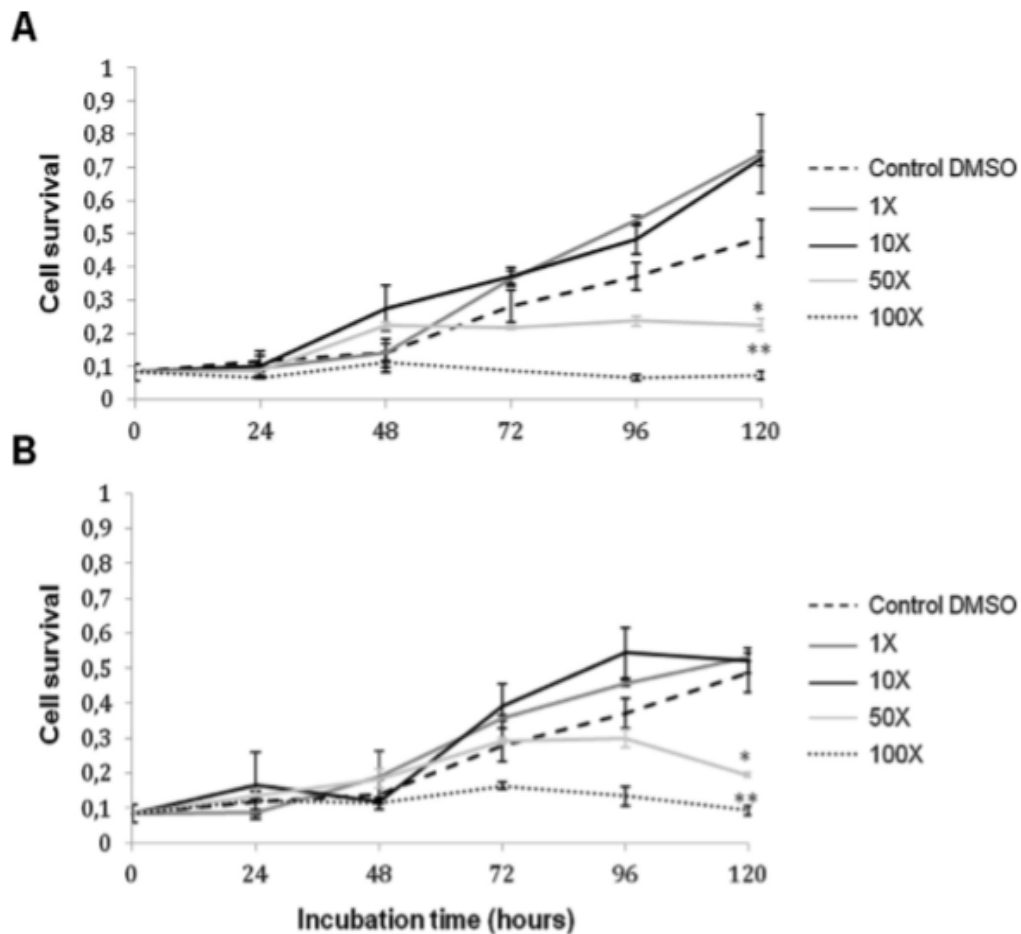 A
1
0,9
0,8
0,7
0,6
0,5
0,4
0,3
0,2
0,1
0
Cell survival
0 24 48 72 96 120
Control DMSO
1X
10X
50X
100X
*
**
B
1
0,9
0,8
0,7
0,6
0,5
0,4
0,3
0,2
0,1
0
Cell survival
0 24 48 72 96 120
Incubation time (hours)
Control DMSO
1X
10X
50X
100X
*
**